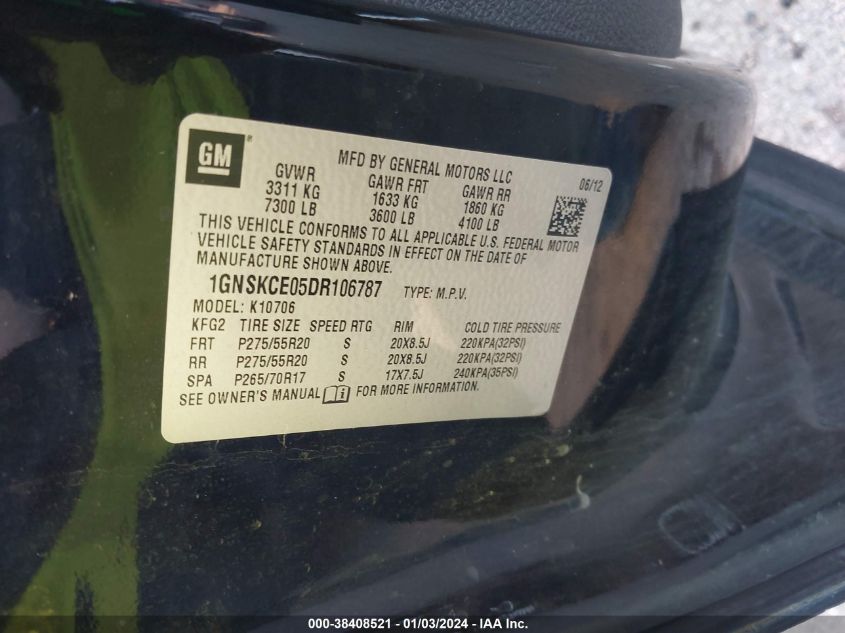 GM
MFD BY GENERAL MOTORS LLC
06/12
GVWR GAWR FRT GAWR RR
3311 KG 1633 KG 1860 KG
7300 LB 3600 LB 4100 LB
THIS VEHICLE CONFORMS TO ALL APPLICABLE U.S. FEDERAL MOTOR
VEHICLE SAFETY STANDARDS IN EFFECT ON THE DATE OF
MANUFACTURE SHOWN ABOVE.
1GNSKCE05DR106787 TYPE: M.P.V.
MODEL: K10706
KFG2 TIRE SIZE SPEED RTG RIM COLD TIRE PRESSURE
FRT P275/55R20 S 20X8.5J 220KPA(32PSI)
RR P275/55R20 S 20X8.5J 220KPA(32PSI)
SPA P265/70R17 S 17X7.5J 240KPA(35PSI)
SEE OWNER'S MANUAL i FOR MORE INFORMATION.
000-38408521 - 01/03/2024 - IAA Inc.